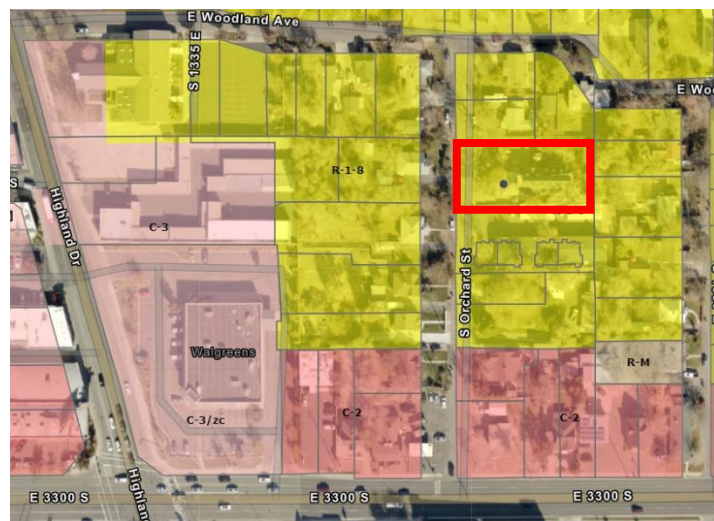 E Woodland Ave
S 1335 E
E Woo
R-1-8
S
Highland Dr
C-3
S Orchard St
Walgreens
R-M
C-3/zc
C-2
C-2
Highland
E 3300 S
E 3300 S
E 3300 S